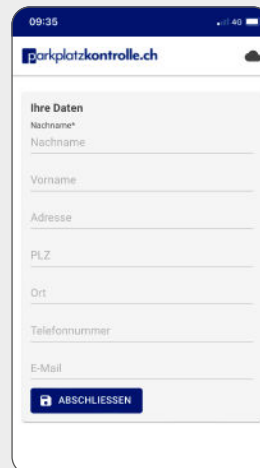 09:35
4G
parkplatzkontrolle.ch
Ihre Daten
Nachname*
Nachname
Vorname
Adresse
PLZ
Ort
Telefonnummer
E-Mail
ABSCHLIESSEN